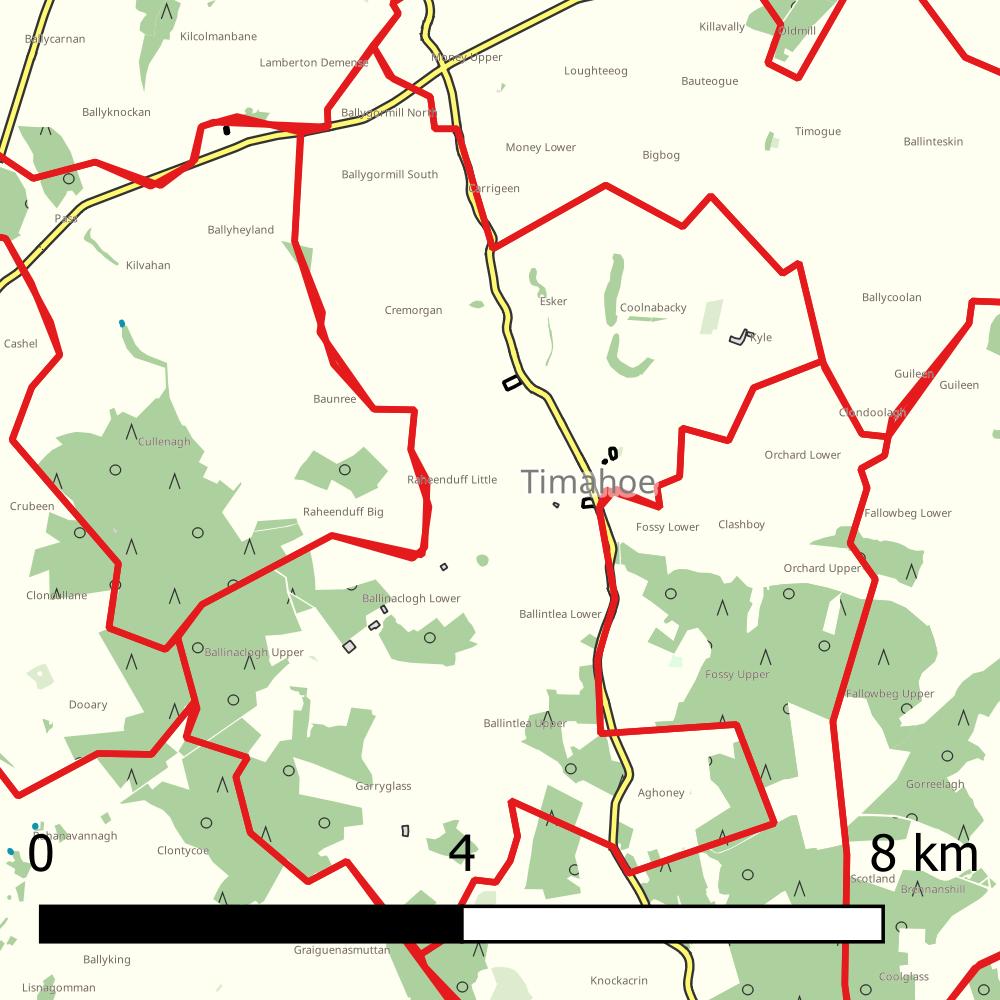 Killavally
Oldmill
Ballycarnan
Kilcolmanbane
Money Upper
Lamberton Demense
Loughteeog
Bauteogue
Ballyknockan
Ballygormill North
Timogue
Ballinteskin
Money Lower
Bigbog
Ballygormill South
Carrigeen
Pass
Ballyheyland
Kilvahan
Ballycoolan
Esker
Coolnabacky
Cremorgan
Kyle
Cashel
Guileen
Guileen
Baunree
Clondoolagh
Cullenagh
Orchard Lower
Raheenduff Little
Timahoe
Crubeen
Raheenduff Big
Fallowbeg Lower
Clashboy
Fossy Lower
Orchard Upper
Ballinaclogh Lower
Ballintlea Lower
Ballinaclogh Upper
Fossy Upper
Fallowbeg Upper
Dooary
Ballintlea Upper
Garryglass
Gorreelagh
Aghoney
Clontycoe
0
4
8 km
Scotland
Brennanshill
Graiguenasmuttan
Ballyking
Coolglass
Knockacrin
Lisnagomman